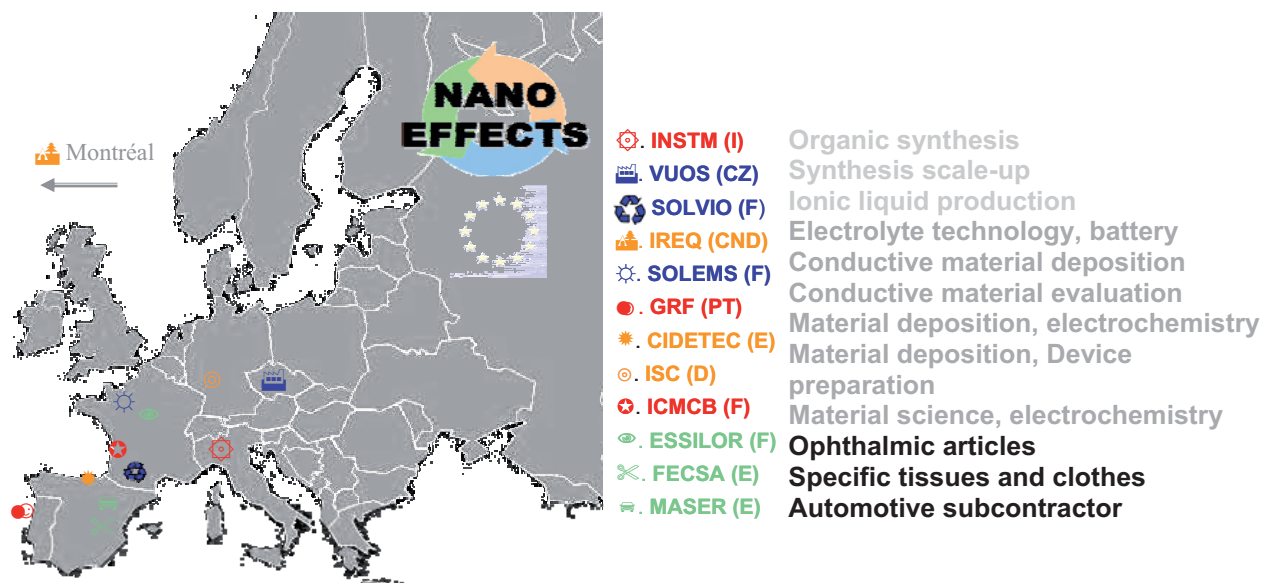 NANO
EFFECTS
Montréal
. INSTM (I) Organic synthesis
. VUOS (CZ) Synthesis scale-up
SOLVIO (F) Ionic liquid production
. IREQ (CND) Electrolyte technology, battery
. SOLEMS (F) Conductive material deposition
. GRF (PT) Conductive material evaluation
. CIDETEC (E) Material deposition, electrochemistry
. ISC (D) Material deposition, Device
preparation
. ICMCB (F) Material science, electrochemistry
. ESSILOR (F) Ophthalmic articles
. FECSA (E) Specific tissues and clothes
. MASER (E) Automotive subcontractor